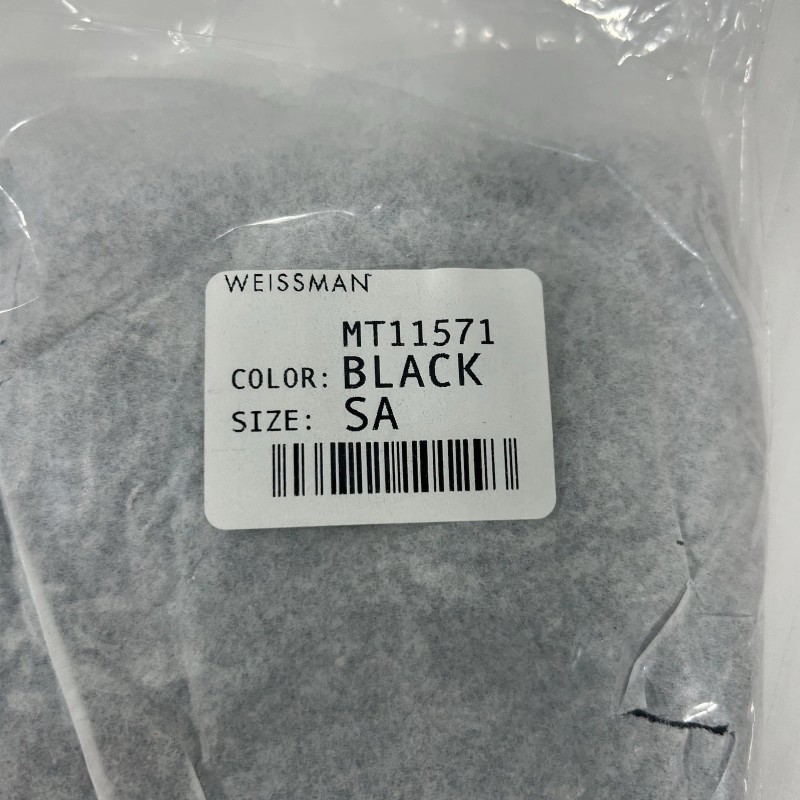 WEISSMAN
MT11571
COLOR: BLACK
SIZE: SA